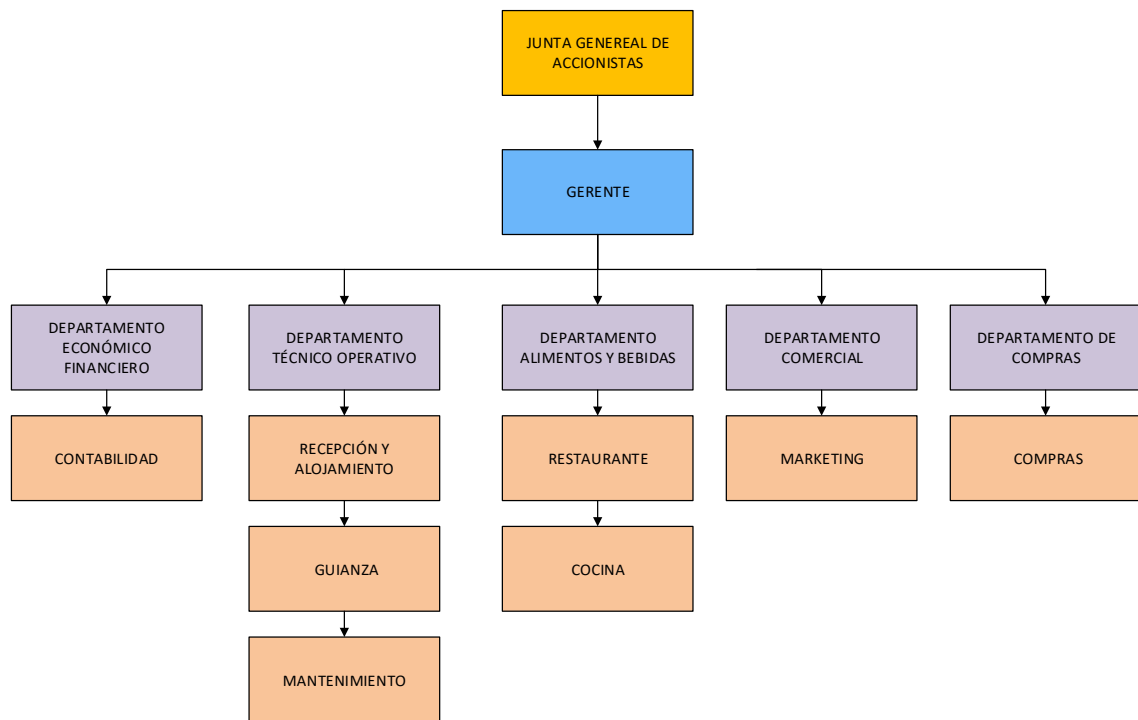 JUNTA GENEREAL DE
ACCIONISTAS
GERENTE
DEPARTAMENTO
ECONÓMICO
FINANCIERO
DEPARTAMENTO
TÉCNICO OPERATIVO
DEPARTAMENTO
ALIMENTOS Y BEBIDAS
DEPARTAMENTO
COMERCIAL
DEPARTAMENTO DE
COMPRAS
CONTABILIDAD
RECEPCIÓN Y
ALOJAMIENTO
RESTAURANTE
MARKETING
COMPRAS
GUIANZA
COCINA
MANTENIMIENTO